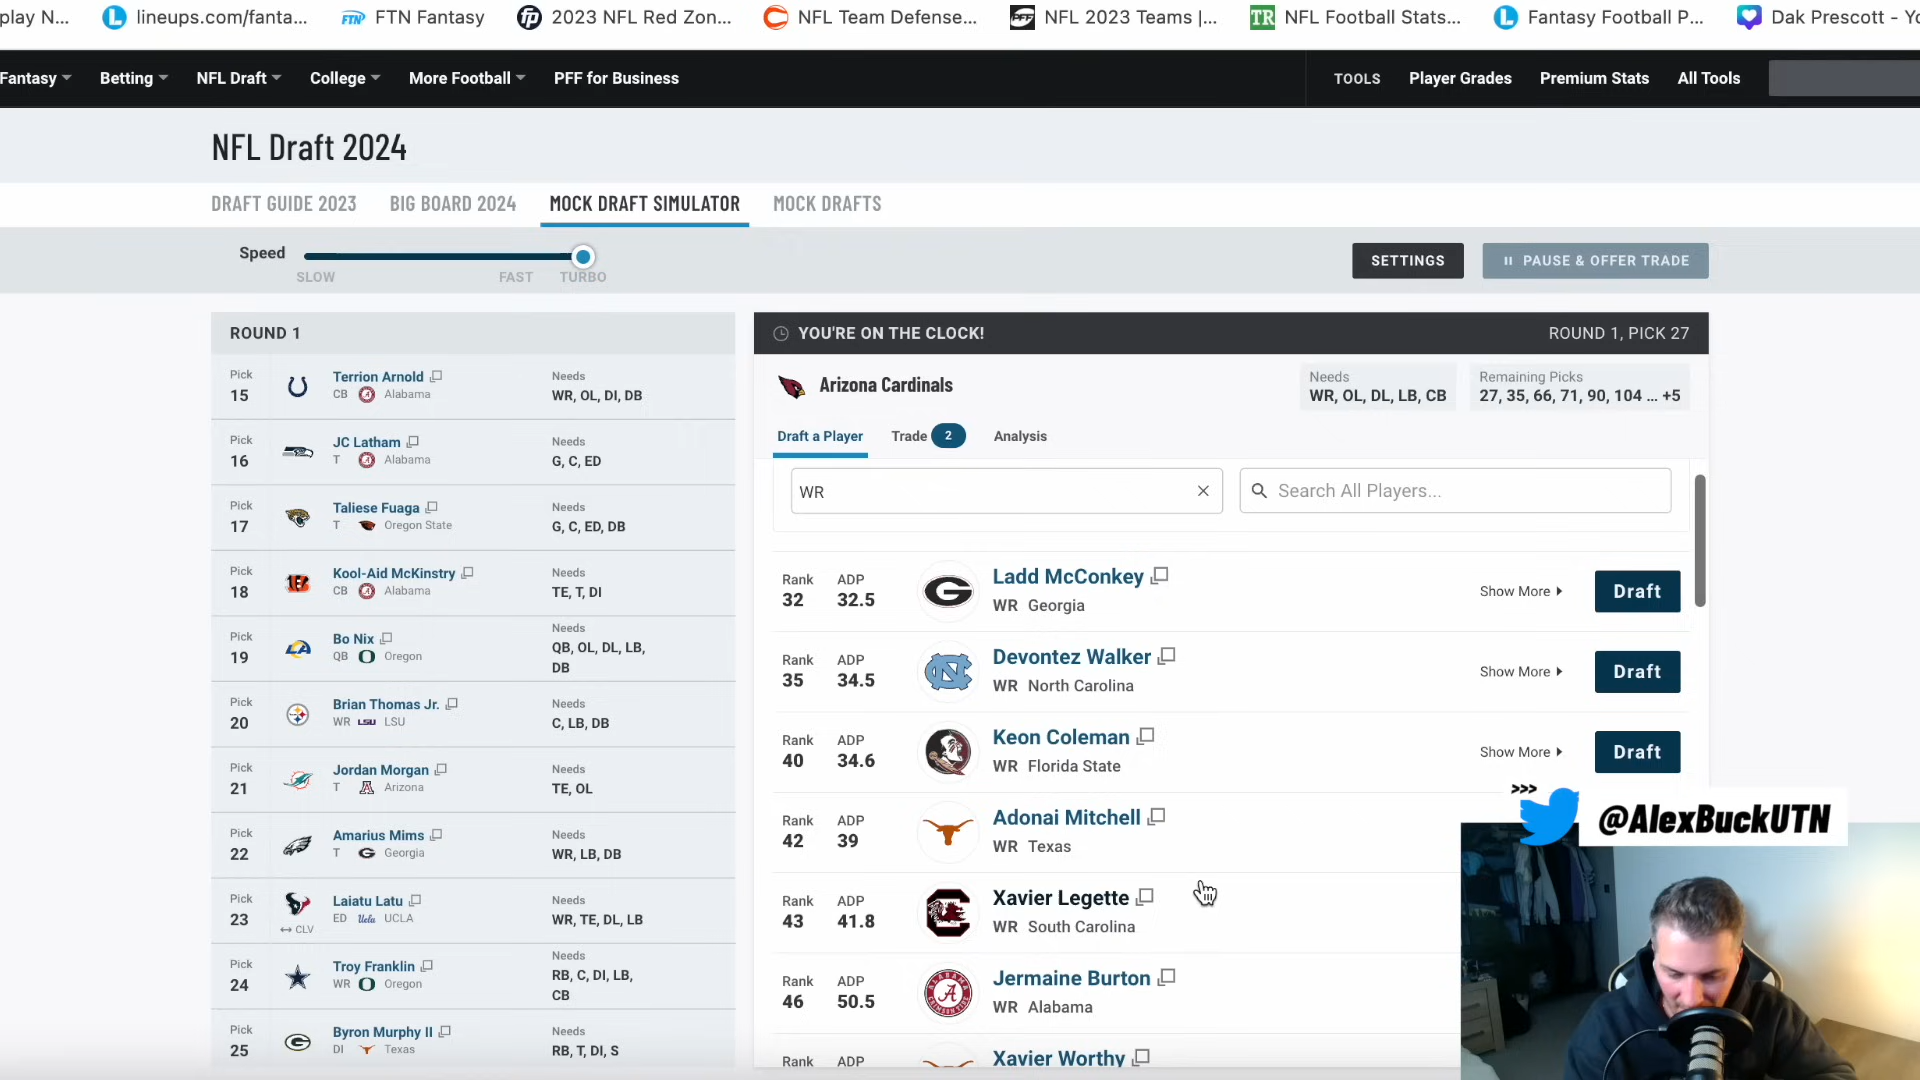 play N...
lineups.com/fanta...
FTN Fantasy
2023 NFL Red Zon...
NFL Team Defense...
NFL 2023 Teams |...
NFL Football Stats...
Fantasy Football P...
Dak Prescott - Yo
Fantasy
Betting
NFL Draft
College
More Football
PFF for Business
TOOLS
Player Grades
Premium Stats
All Tools
NFL Draft 2024
DRAFT GUIDE 2023
BIG BOARD 2024
MOCK DRAFT SIMULATOR
MOCK DRAFTS
Speed
SLOW
FAST
TURBO
SETTINGS
PAUSE & OFFER TRADE
ROUND 1
Pick
15
Terrion Arnold
CB Alabama
Needs
WR, OL, DI, DB
Pick
16
JC Latham
T Alabama
Needs
G, C, ED
Pick
17
Taliese Fuaga
T Oregon State
Needs
G, C, ED, DB
Pick
18
Kool-Aid McKinstry
CB Alabama
Needs
TE, T, DI
Pick
19
Bo Nix
QB Oregon
Needs
QB, OL, DL, LB,
DB
Pick
20
Brian Thomas Jr.
WR LSU LSU
Needs
C, LB, DB
Pick
21
Jordan Morgan
T Arizona
Needs
TE, OL
Pick
22
Amarius Mims
T Georgia
Needs
WR, LB, DB
Pick
23
CLV
Laiatu Latu
ED Ucla UCLA
Needs
WR, TE, DL, LB
Pick
24
Troy Franklin
WR Oregon
Needs
RB, C, DI, LB,
CB
Pick
25
Byron Murphy II
DI Texas
Needs
RB, T, DI, S
YOU'RE ON THE CLOCK!
ROUND 1, PICK 27
Arizona Cardinals
Needs
WR, OL, DL, LB, CB
Remaining Picks
27, 35, 66, 71, 90, 104 ... +5
Draft a Player
Trade 2
Analysis
WR
Search All Players...
Rank ADP
32 32.5
Ladd McConkey
WR Georgia
Show More
Draft
Rank ADP
35 34.5
Devontez Walker
WR North Carolina
Show More
Draft
Rank ADP
40 34.6
Keon Coleman
WR Florida State
Show More
Draft
Rank ADP
42 39
Adonai Mitchell
WR Texas
Rank ADP
43 41.8
Xavier Legette
WR South Carolina
Rank ADP
46 50.5
Jermaine Burton
WR Alabama
Rank ADP
Xavier Worthy
>>>
@AlexBuckUTN